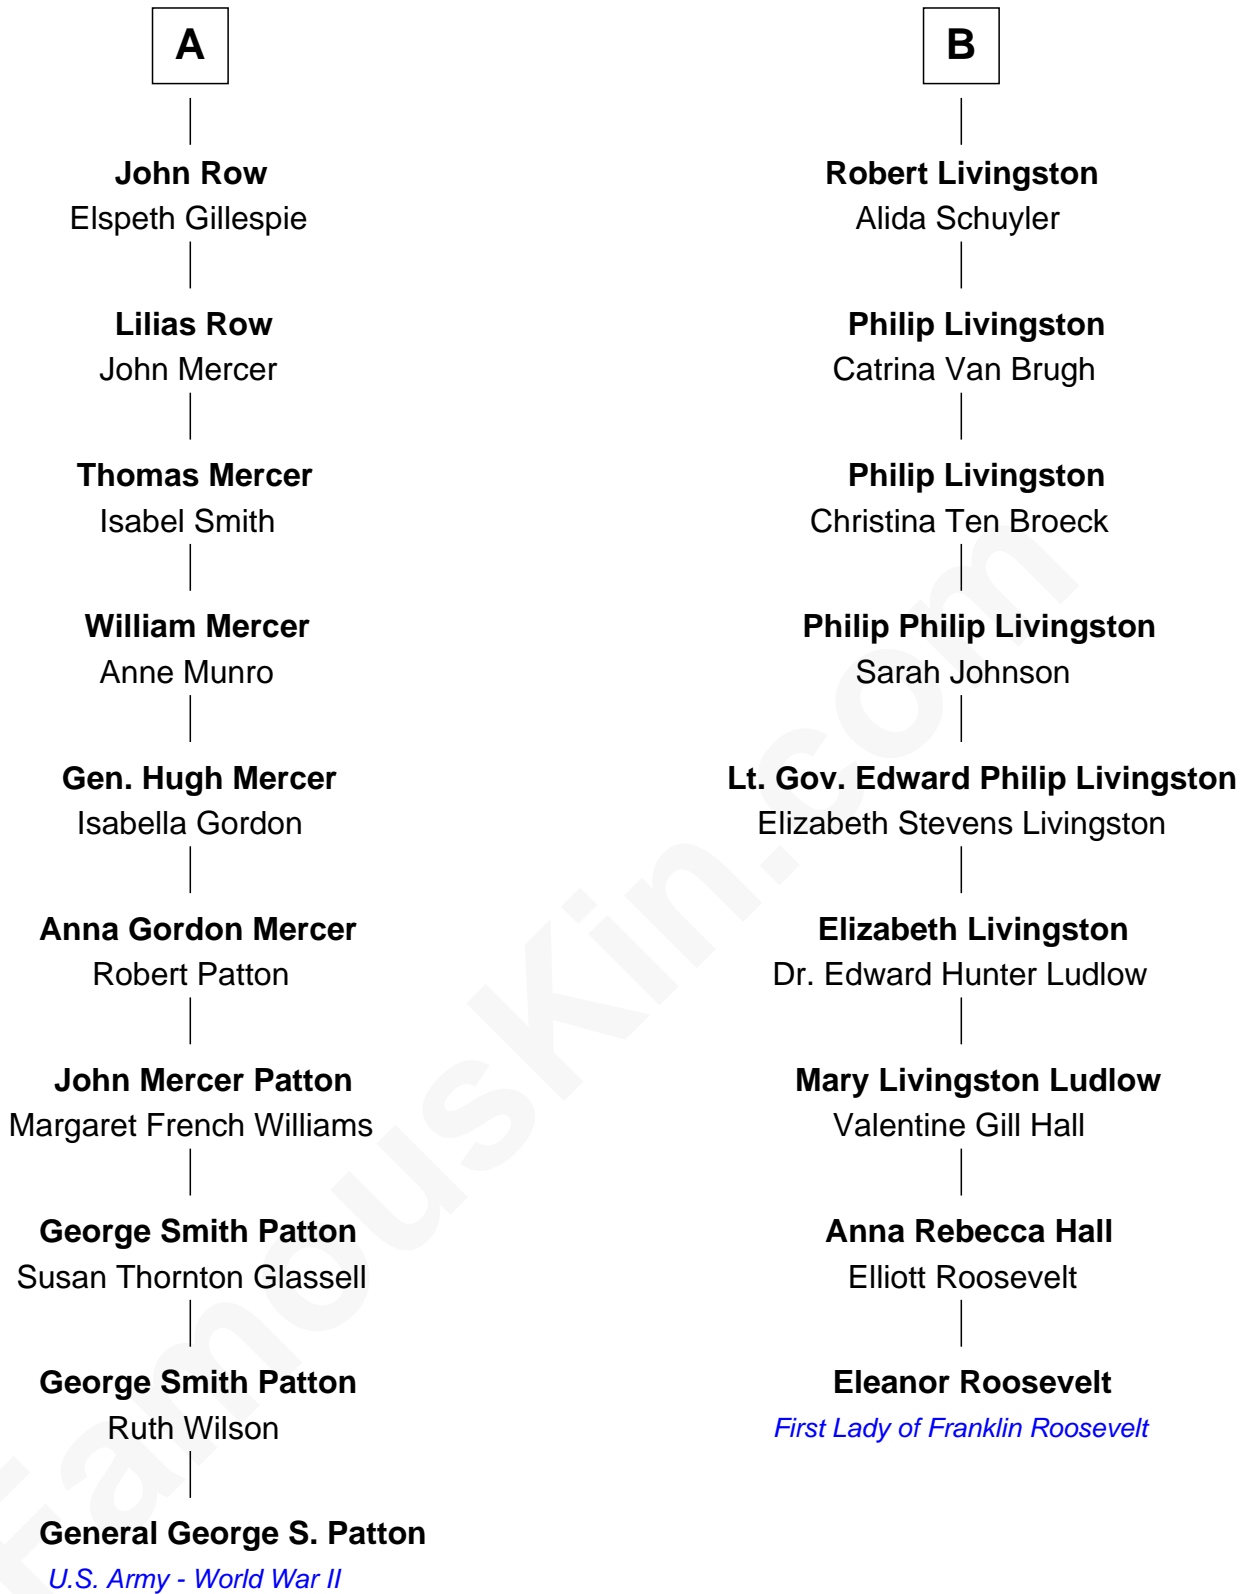 A
John Row
Elspeth Gillespie
Lilias Row
John Mercer
Thomas Mercer
Isabel Smith
William Mercer
Anne Munro
Gen. Hugh Mercer
Isabella Gordon
Anna Gordon Mercer
Robert Patton
John Mercer Patton
Margaret French Williams
George Smith Patton
Susan Thornton Glassell
George Smith Patton
Ruth Wilson
General George S. Patton
U.S. Army - World War II
B
Robert Livingston
Alida Schuyler
Philip Livingston
Catrina Van Brugh
Philip Livingston
Christina Ten Broeck
Philip Philip Livingston
Sarah Johnson
Lt. Gov. Edward Philip Livingston
Elizabeth Stevens Livingston
Elizabeth Livingston
Dr. Edward Hunter Ludlow
Mary Livingston Ludlow
Valentine Gill Hall
Anna Rebecca Hall
Elliott Roosevelt
Eleanor Roosevelt
First Lady of Franklin Roosevelt
FamousKin.com